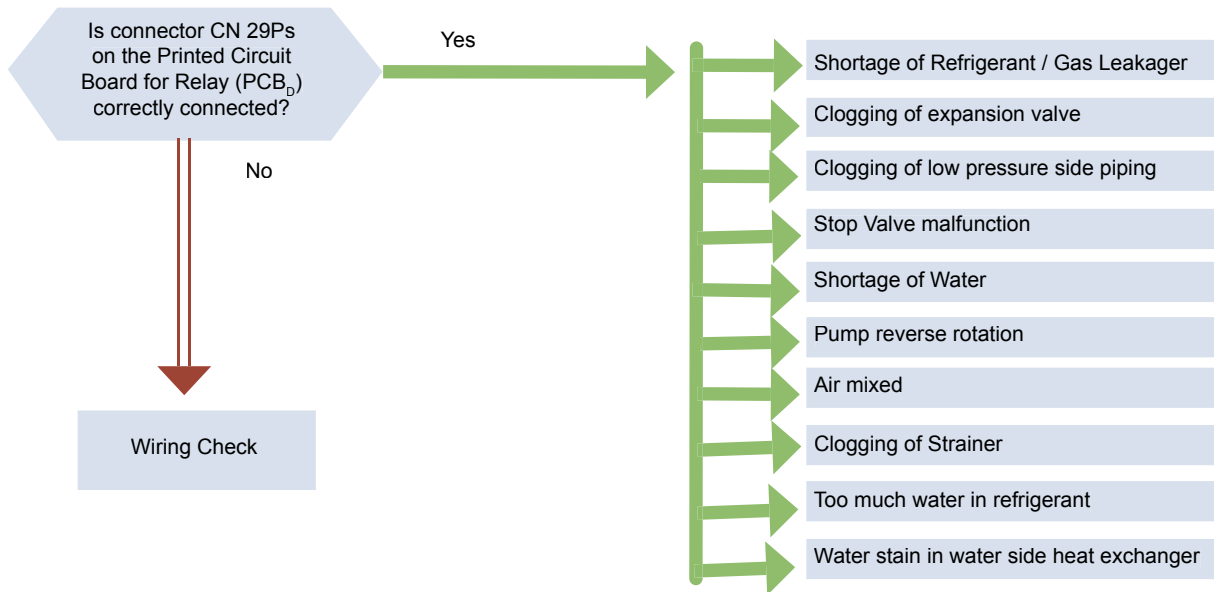 Is connector CN 29Ps
on the Printed Circuit
Board for Relay (PCBD)
correctly connected?
Yes
No
Wiring Check
Shortage of Refrigerant / Gas Leakager
Clogging of expansion valve
Clogging of low pressure side piping
Stop Valve malfunction
Shortage of Water
Pump reverse rotation
Air mixed
Clogging of Strainer
Too much water in refrigerant
Water stain in water side heat exchanger